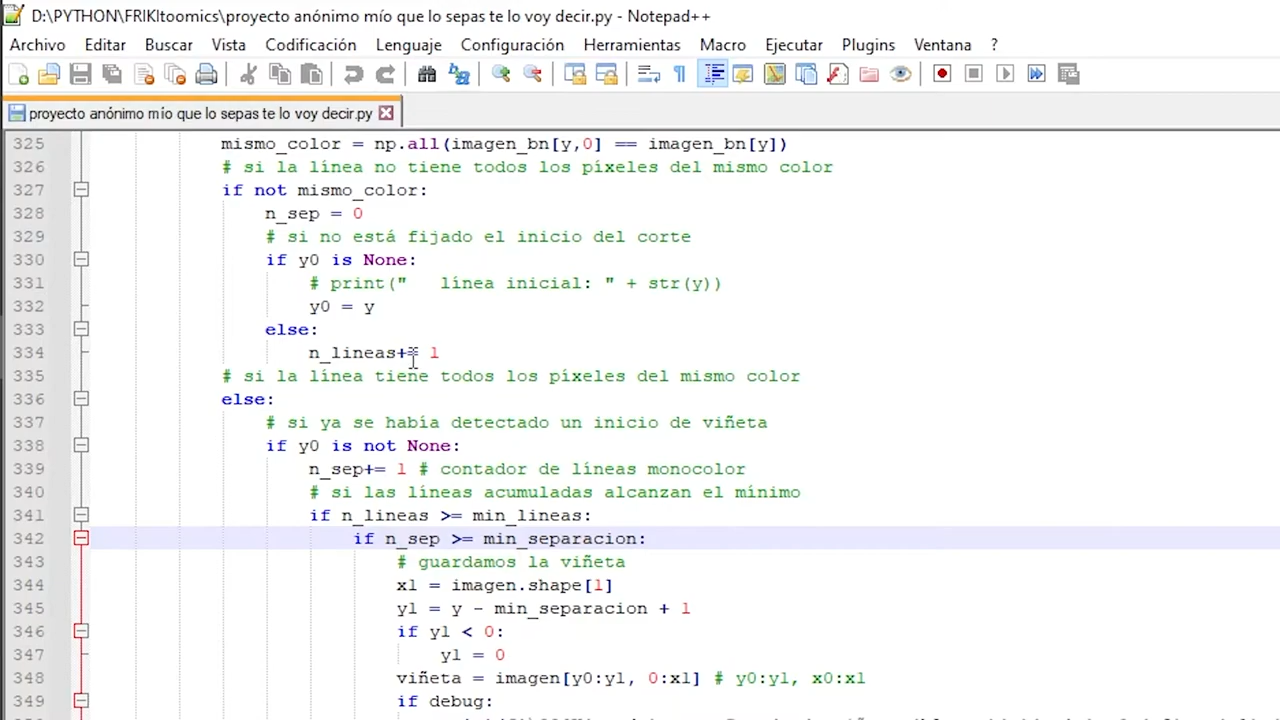 D:\PYTHON\FRIKItoomics\proyecto anónimo mío que lo sepas te lo voy decir.py - Notepad++
Archivo Editar Buscar Vista Codificación Lenguaje Configuración Herramientas Macro Ejecutar Plugins Ventana ?
proyecto anónimo mío que lo sepas te lo voy decir.py
325 mismo_color = np.all(imagen_bn[y,0] == imagen_bn[y])
326 # si la línea no tiene todos los píxeles del mismo color
327 if not mismo_color:
328 n_sep = 0
329 # si no está fijado el inicio del corte
330 if y0 is None:
331 # print("   línea inicial: " + str(y))
332 y0 = y
333 else:
334 n_lineas+= 1
335 # si la línea tiene todos los píxeles del mismo color
336 else:
337 # si ya se había detectado un inicio de viñeta
338 if y0 is not None:
339 n_sep+= 1 # contador de líneas monocolor
340 # si las líneas acumuladas alcanzan el mínimo
341 if n_lineas >= min_lineas:
342 if n_sep >= min_separacion:
343 # guardamos la viñeta
344 x1 = imagen.shape[1]
345 y1 = y - min_separacion + 1
346 if y1 < 0:
347 y1 = 0
348 viñeta = imagen[y0:y1, 0:x1] # y0:y1, x0:x1
349 if debug: